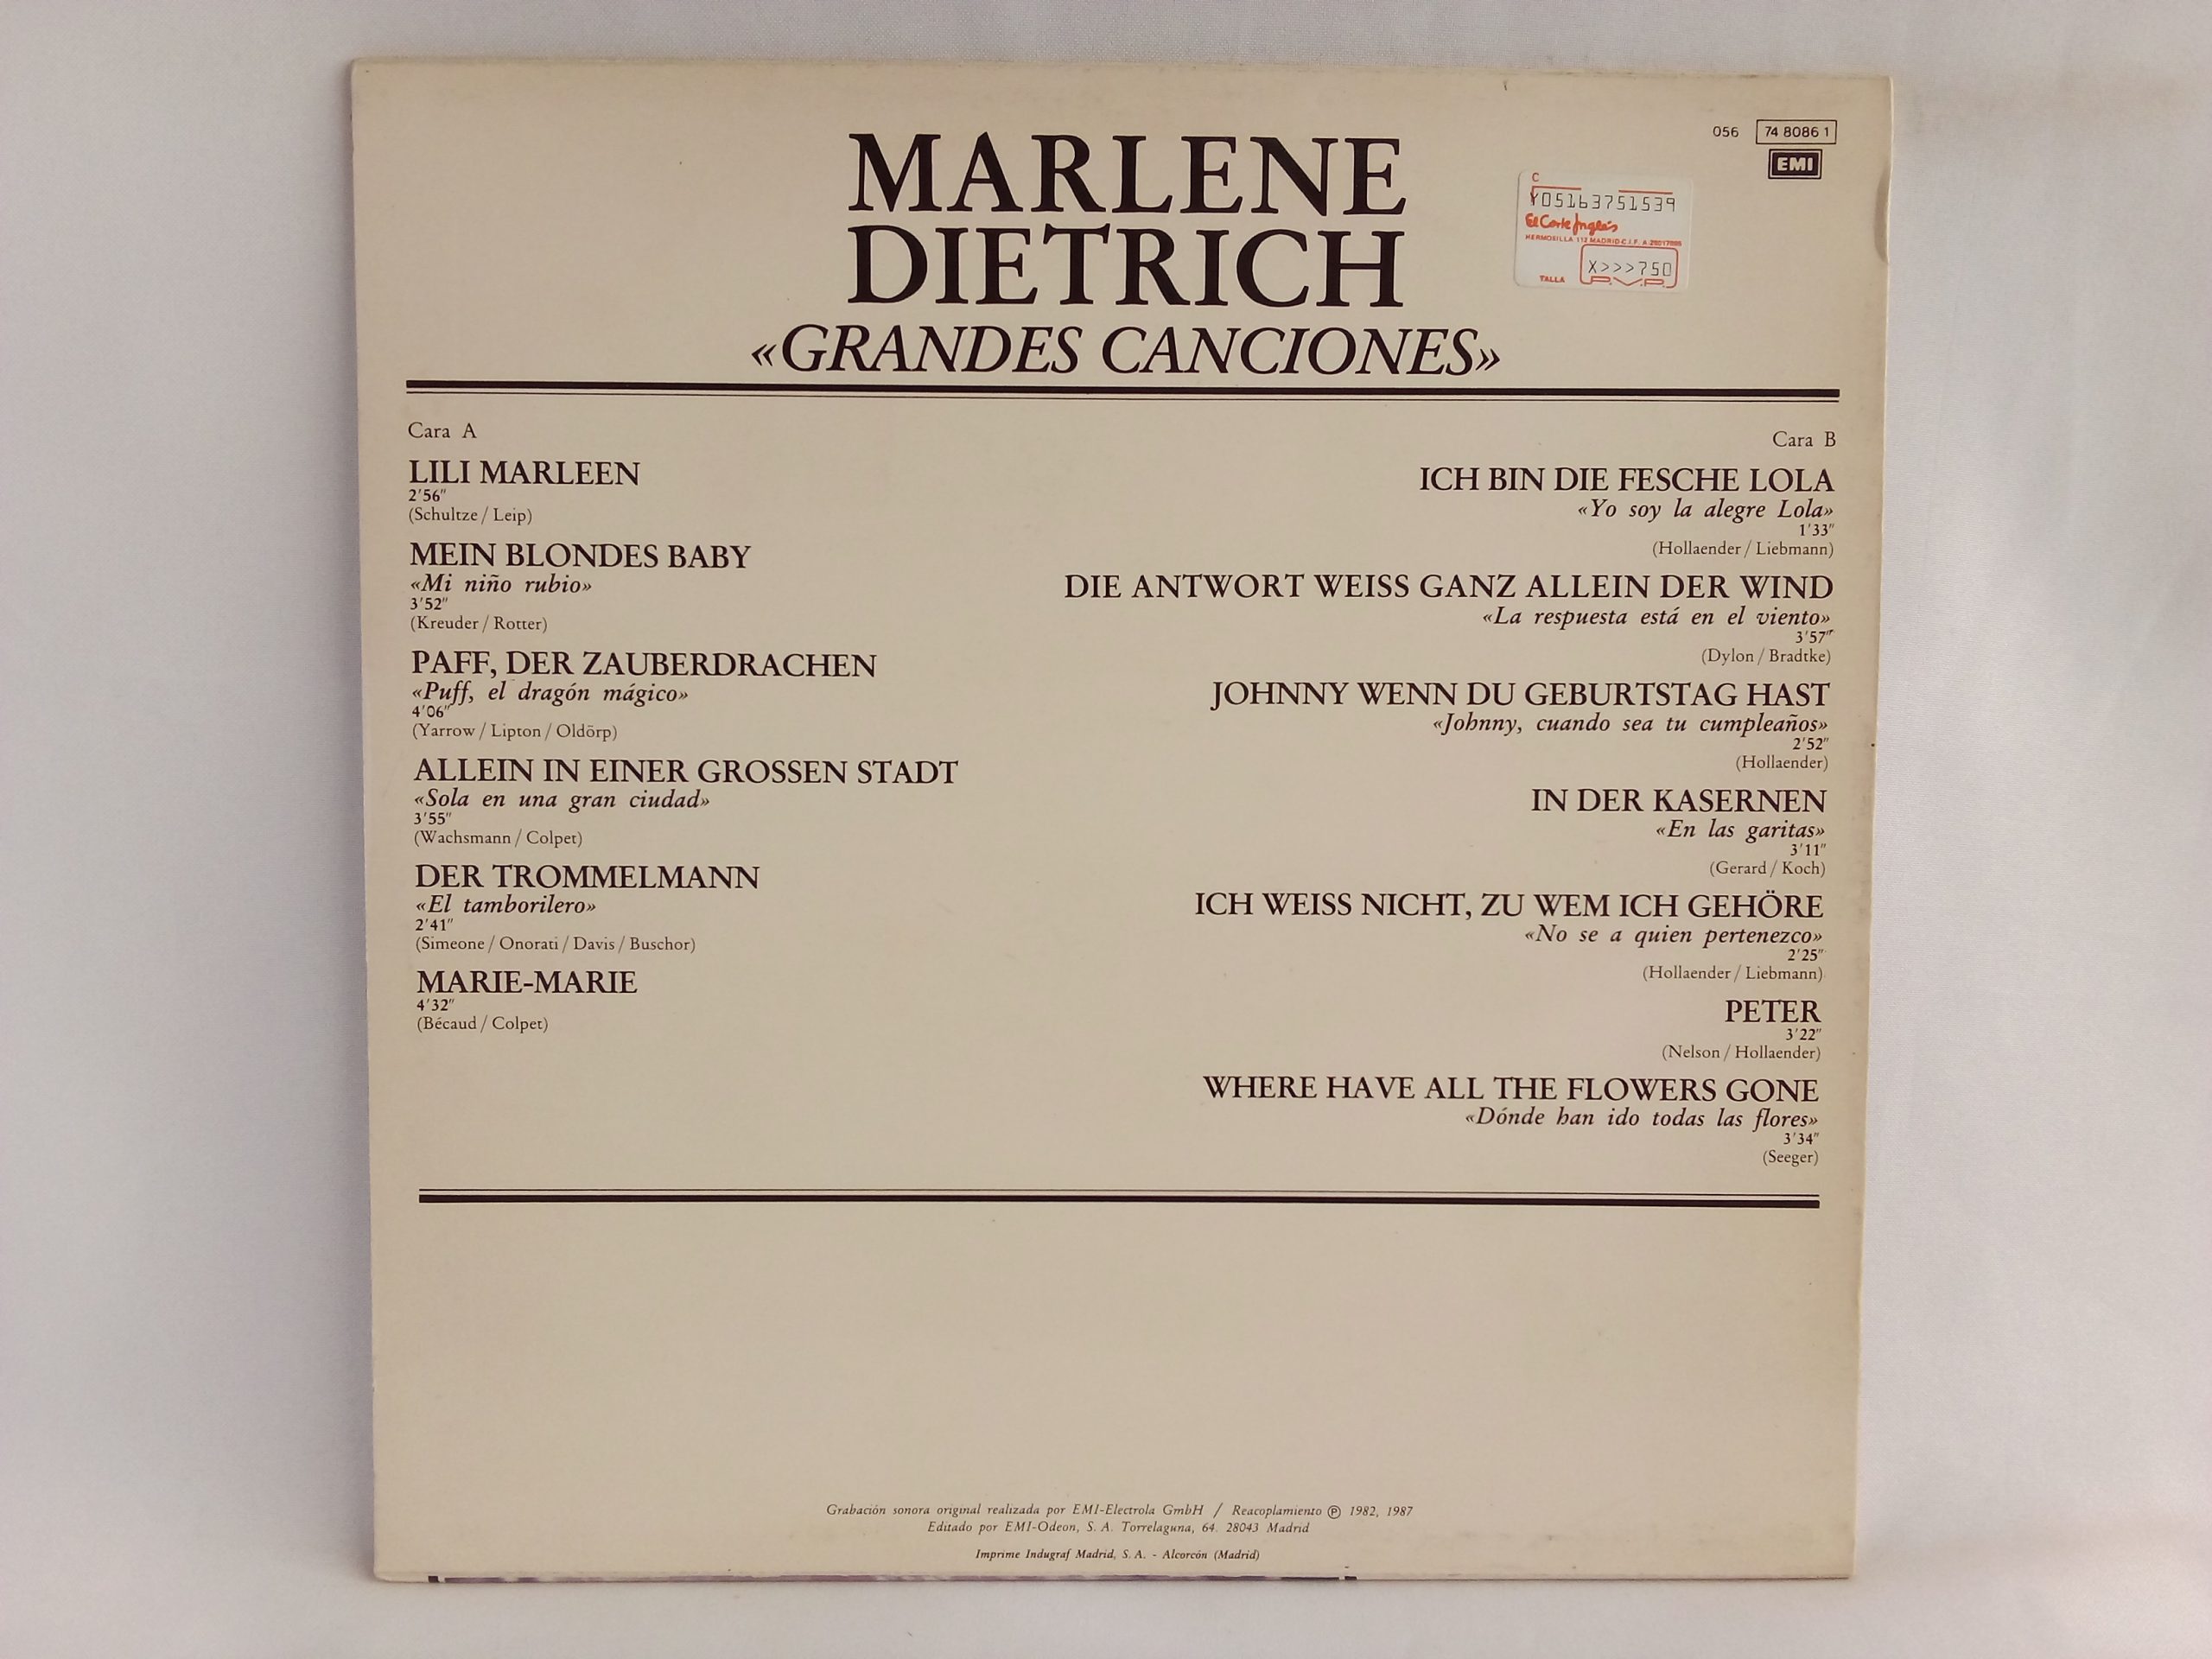 MARLENE
DIETRICH
«GRANDES CANCIONES»
056 74 8086 1
EMI
C
Y05163751539
El Corte Inglés
HERMOSILLA 112 MADRID-C.I.F. A-28017895
X>>>750
TALLA P.V.P.
Cara A
LILI MARLEEN
2'56"
(Schultze / Leip)
MEIN BLONDES BABY
«Mi niño rubio»
3'52"
(Kreuder / Rotter)
PAFF, DER ZAUBERDRACHEN
«Puff, el dragón mágico»
4'06"
(Yarrow / Lipton / Oldörp)
ALLEIN IN EINER GROSSEN STADT
«Sola en una gran ciudad»
3'55"
(Wachsmann / Colpet)
DER TROMMELMANN
«El tamborilero»
2'41"
(Simeone / Onorati / Davis / Buschor)
MARIE-MARIE
4'32"
(Bécaud / Colpet)
Cara B
ICH BIN DIE FESCHE LOLA
«Yo soy la alegre Lola»
1'33"
(Hollaender / Liebmann)
DIE ANTWORT WEISS GANZ ALLEIN DER WIND
«La respuesta está en el viento»
3'57"
(Dylon / Bradtke)
JOHNNY WENN DU GEBURTSTAG HAST
«Johnny, cuando sea tu cumpleaños»
2'52"
(Hollaender)
IN DER KASERNEN
«En las garitas»
3'11"
(Gerard / Koch)
ICH WEISS NICHT, ZU WEM ICH GEHÖRE
«No se a quien pertenezco»
2'25"
(Hollaender / Liebmann)
PETER
3'22"
(Nelson / Hollaender)
WHERE HAVE ALL THE FLOWERS GONE
«Dónde han ido todas las flores»
3'34"
(Seeger)
Grabación sonora original realizada por EMI-Electrola GmbH / Reacoplamiento ℗ 1982, 1987
Editado por EMI-Odeon, S. A. Torrelaguna, 64. 28043 Madrid
Imprime Indugraf Madrid, S. A. - Alcorcón (Madrid)